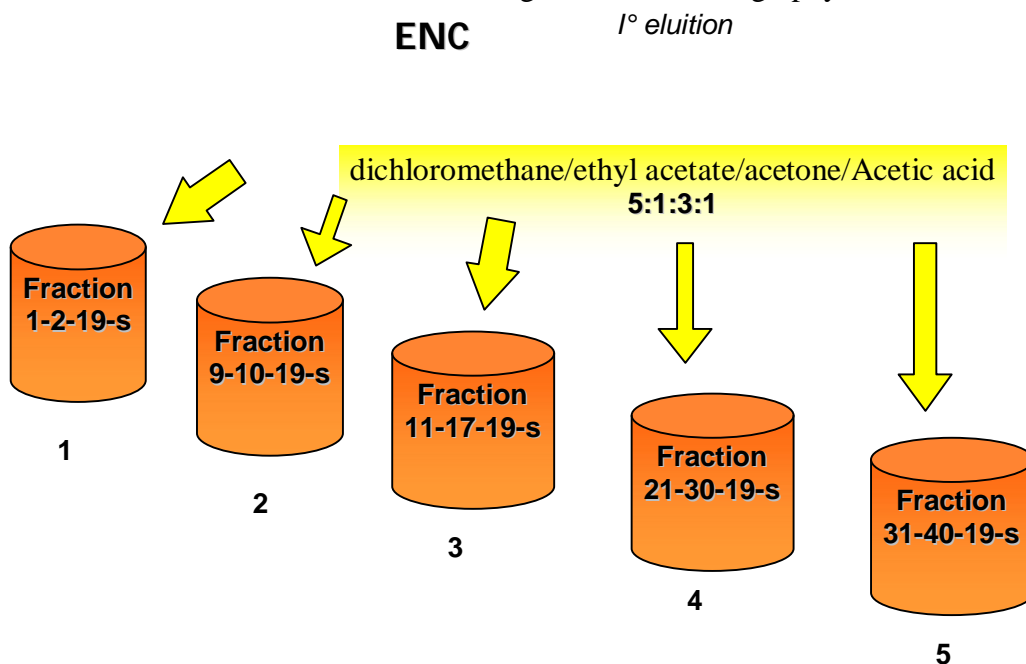 I° eluition
ENC
dichloromethane/ethyl acetate/acetone/Acetic acid
5:1:3:1
Fraction
1-2-19-s
1
Fraction
9-10-19-s
2
Fraction
11-17-19-s
3
Fraction
21-30-19-s
4
Fraction
31-40-19-s
5